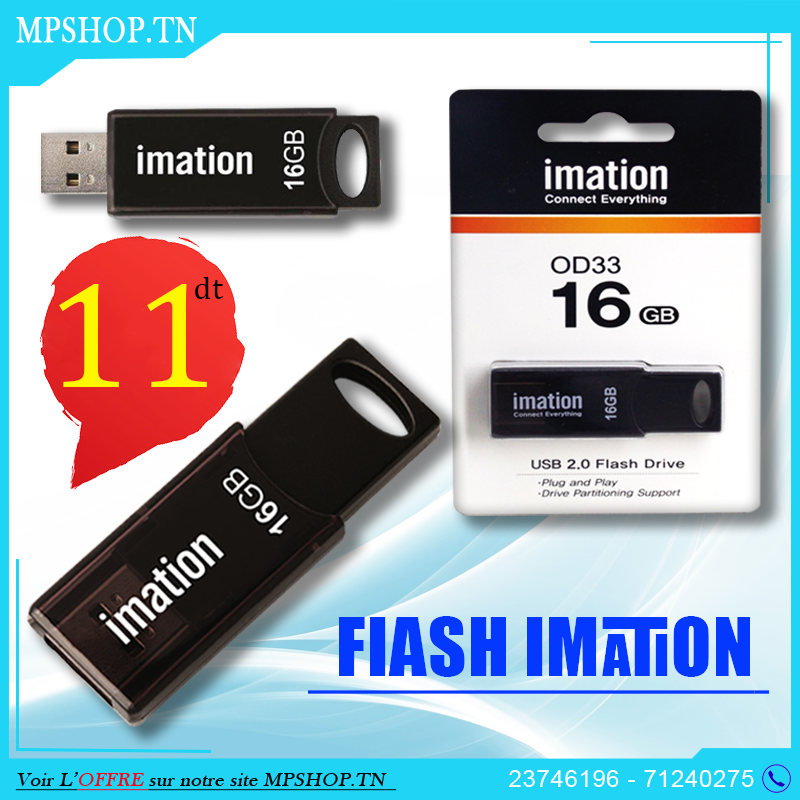 MPSHOP.TN
imation
16GB
imation
Connect Everything
OD33
16 GB
11 dt
imation
Connect Everything
16GB
USB 2.0 Flash Drive
·Plug and Play
·Drive Partitioning Support
imation
16GB
FlASH IMATiON
Voir L'OFFRE sur notre site MPSHOP.TN
23746196 - 71240275